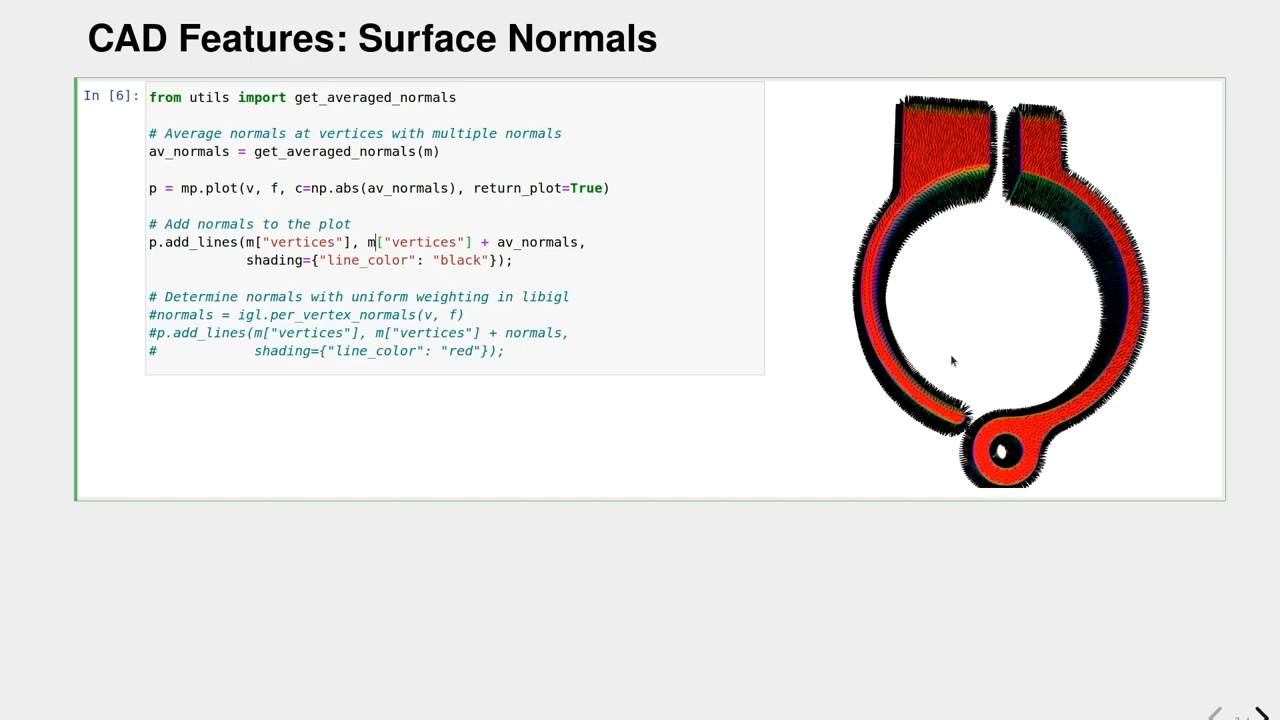 CAD Features: Surface Normals
In [6]:
from utils import get_averaged_normals
# Average normals at vertices with multiple normals
av_normals = get_averaged_normals(m)
p = mp.plot(v, f, c=np.abs(av_normals), return_plot=True)
# Add normals to the plot
p.add_lines(m["vertices"], m["vertices"] + av_normals,
shading={"line_color": "black"});
# Determine normals with uniform weighting in libigl
#normals = igl.per_vertex_normals(v, f)
#p.add_lines(m["vertices"], m["vertices"] + normals,
# shading={"line_color": "red"});